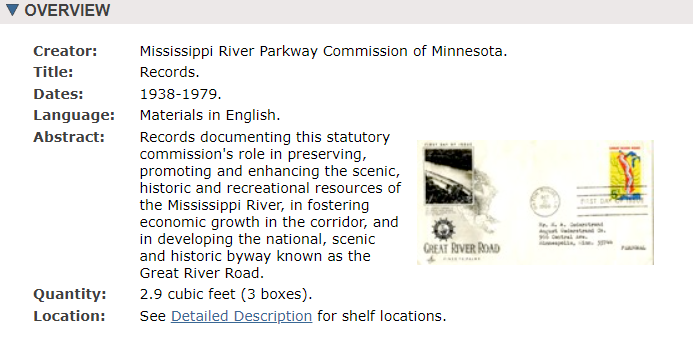 OVERVIEW
Creator: Mississippi River Parkway Commission of Minnesota.
Title: Records.
Dates: 1938-1979.
Language: Materials in English.
Abstract: Records documenting this statutory
commission's role in preserving,
promoting and enhancing the scenic,
historic and recreational resources of
the Mississippi River, in fostering
economic growth in the corridor, and
in developing the national, scenic
and historic byway known as the
Great River Road.
FIRST DAY OF ISSUE
FIRST DAY OF
GREAT RIVER ROAD
Quantity: 2.9 cubic feet (3 boxes).
Location: See Detailed Description for shelf locations.